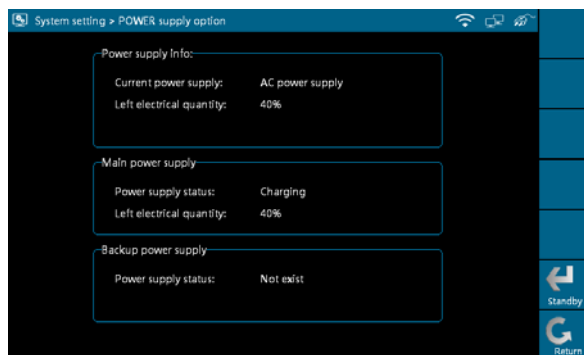 System setting > POWER supply option
Power supply info:
Current power supply: AC power supply
Left electrical quantity: 40%
Main power supply
Power supply status: Charging
Left electrical quantity: 40%
Backup power supply
Power supply status: Not exist
Standby
Return